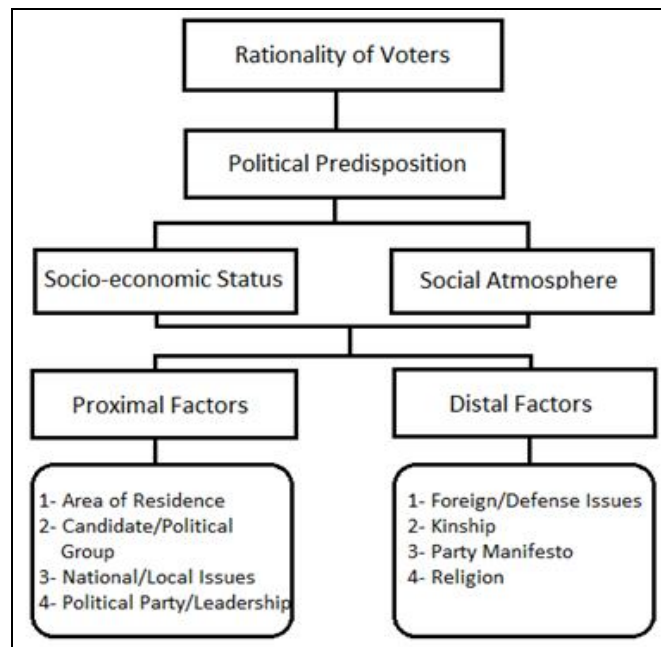 Rationality of Voters
Political Predisposition
Socio-economic Status
Social Atmosphere
Proximal Factors
Distal Factors
1- Area of Residence
2- Candidate/Political
Group
3- National/Local Issues
4- Political Party/Leadership
1- Foreign/Defense Issues
2- Kinship
3- Party Manifesto
4- Religion